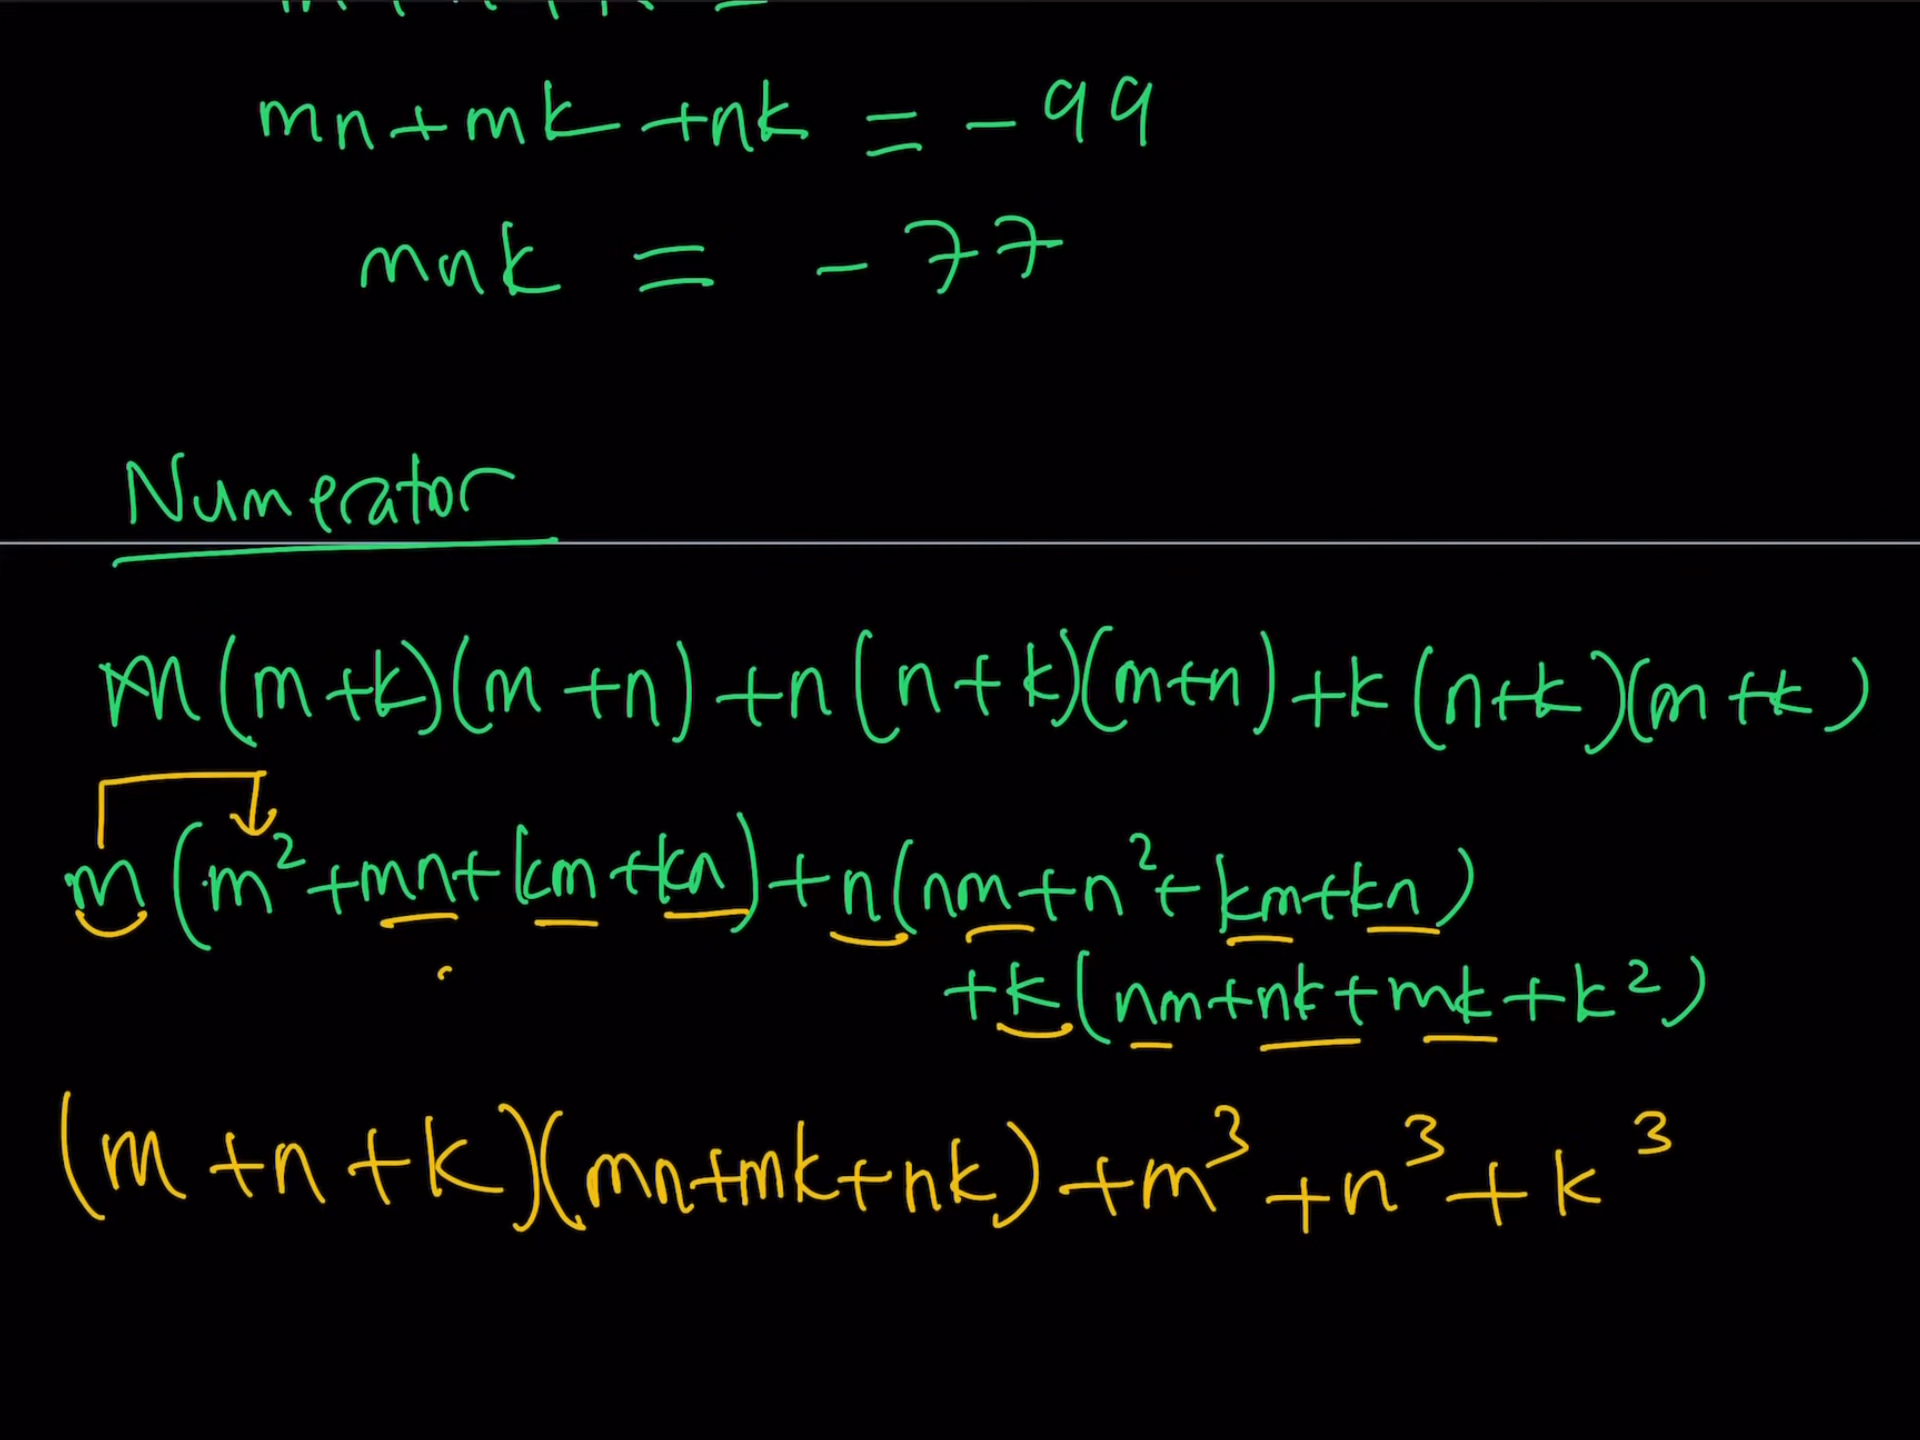 mn+mk+nk = -99
mnk = -77
Numerator
m(m+k)(m+n)+n(n+k)(m+n)+k(n+k)(m+k)
m(m²+mn+km+kn)+n(nm+n²+km+kn)
+k(nm+nk+mk+k²)
(m+n+k)(mn+mk+nk)+m³+n³+k³